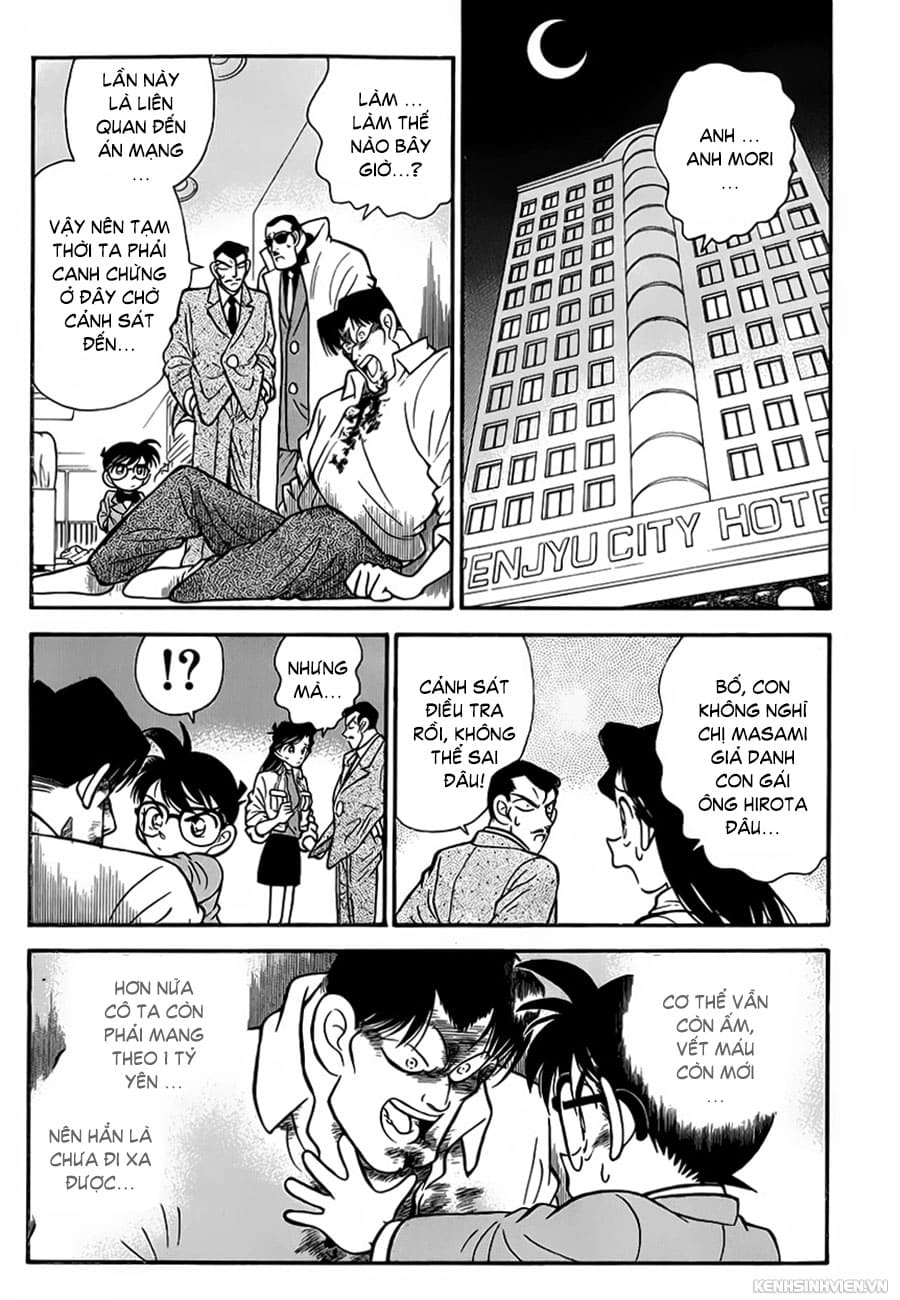 ANH ...
ANH MORI
...
ENJYU CITY HOTE
LÀM ...
LÀM THẾ
NÀO BÂY
GIỜ...?
LẦN NÀY
LÀ LIÊN
QUAN ĐẾN
ÁN MẠNG
...
VẬY NÊN TẠM
THỜI TA PHẢI
CANH CHỪNG
Ở ĐÂY CHỜ
CẢNH SÁT
ĐẾN...
BỐ, CON
KHÔNG NGHĨ
CHỊ MASAMI
GIẢ DANH
CON GÁI
ÔNG HIROTA
ĐÂU...
CẢNH SÁT
ĐIỀU TRA
RỒI, KHÔNG
THỂ SAI
ĐÂU!
NHƯNG
MÀ...
!?
CƠ THỂ VẪN
CÒN ẤM,
VẾT MÁU
CÒN MỚI
...
HƠN NỮA
CÔ TA CÒN
PHẢI MANG
THEO 1 TỶ
YÊN ...
NÊN HẮN LÀ
CHƯA ĐI XA
ĐƯỢC...
KENHSINHVIEN.VN